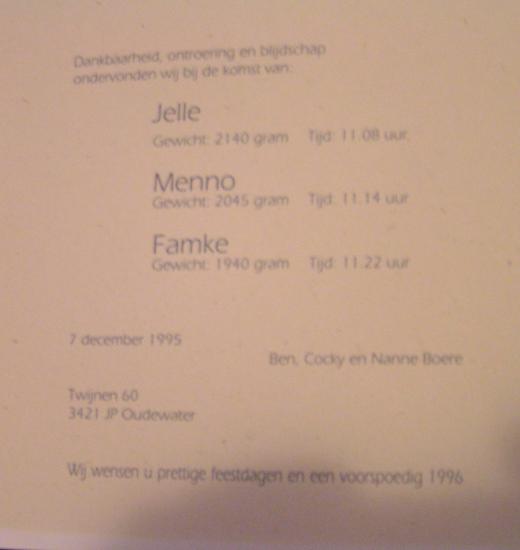 Dankbaarheid, ontroering en blijdschap
ondervonden wij bij de komst van:
Jelle
Gewicht: 2140 gram Tijd: 11.08 uur
Menno
Gewicht: 2045 gram Tijd: 11.14 uur
Famke
Gewicht: 1940 gram Tijd: 11.22 uur
7 december 1995
Ben, Cocky en Nanne Boere
Twijnen 60
3421 JP Oudewater
Wij wensen u prettige feestdagen en een voorspoedig 1996